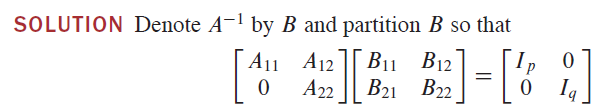 SOLUTION Denote A⁻¹ by B and partition B so that
[ A₁₁ A₁₂ ] [ B₁₁ B₁₂ ] = [ Iₚ 0 ]
[ 0 A₂₂ ] [ B₂₁ B₂₂ ]   [ 0 I_q ]